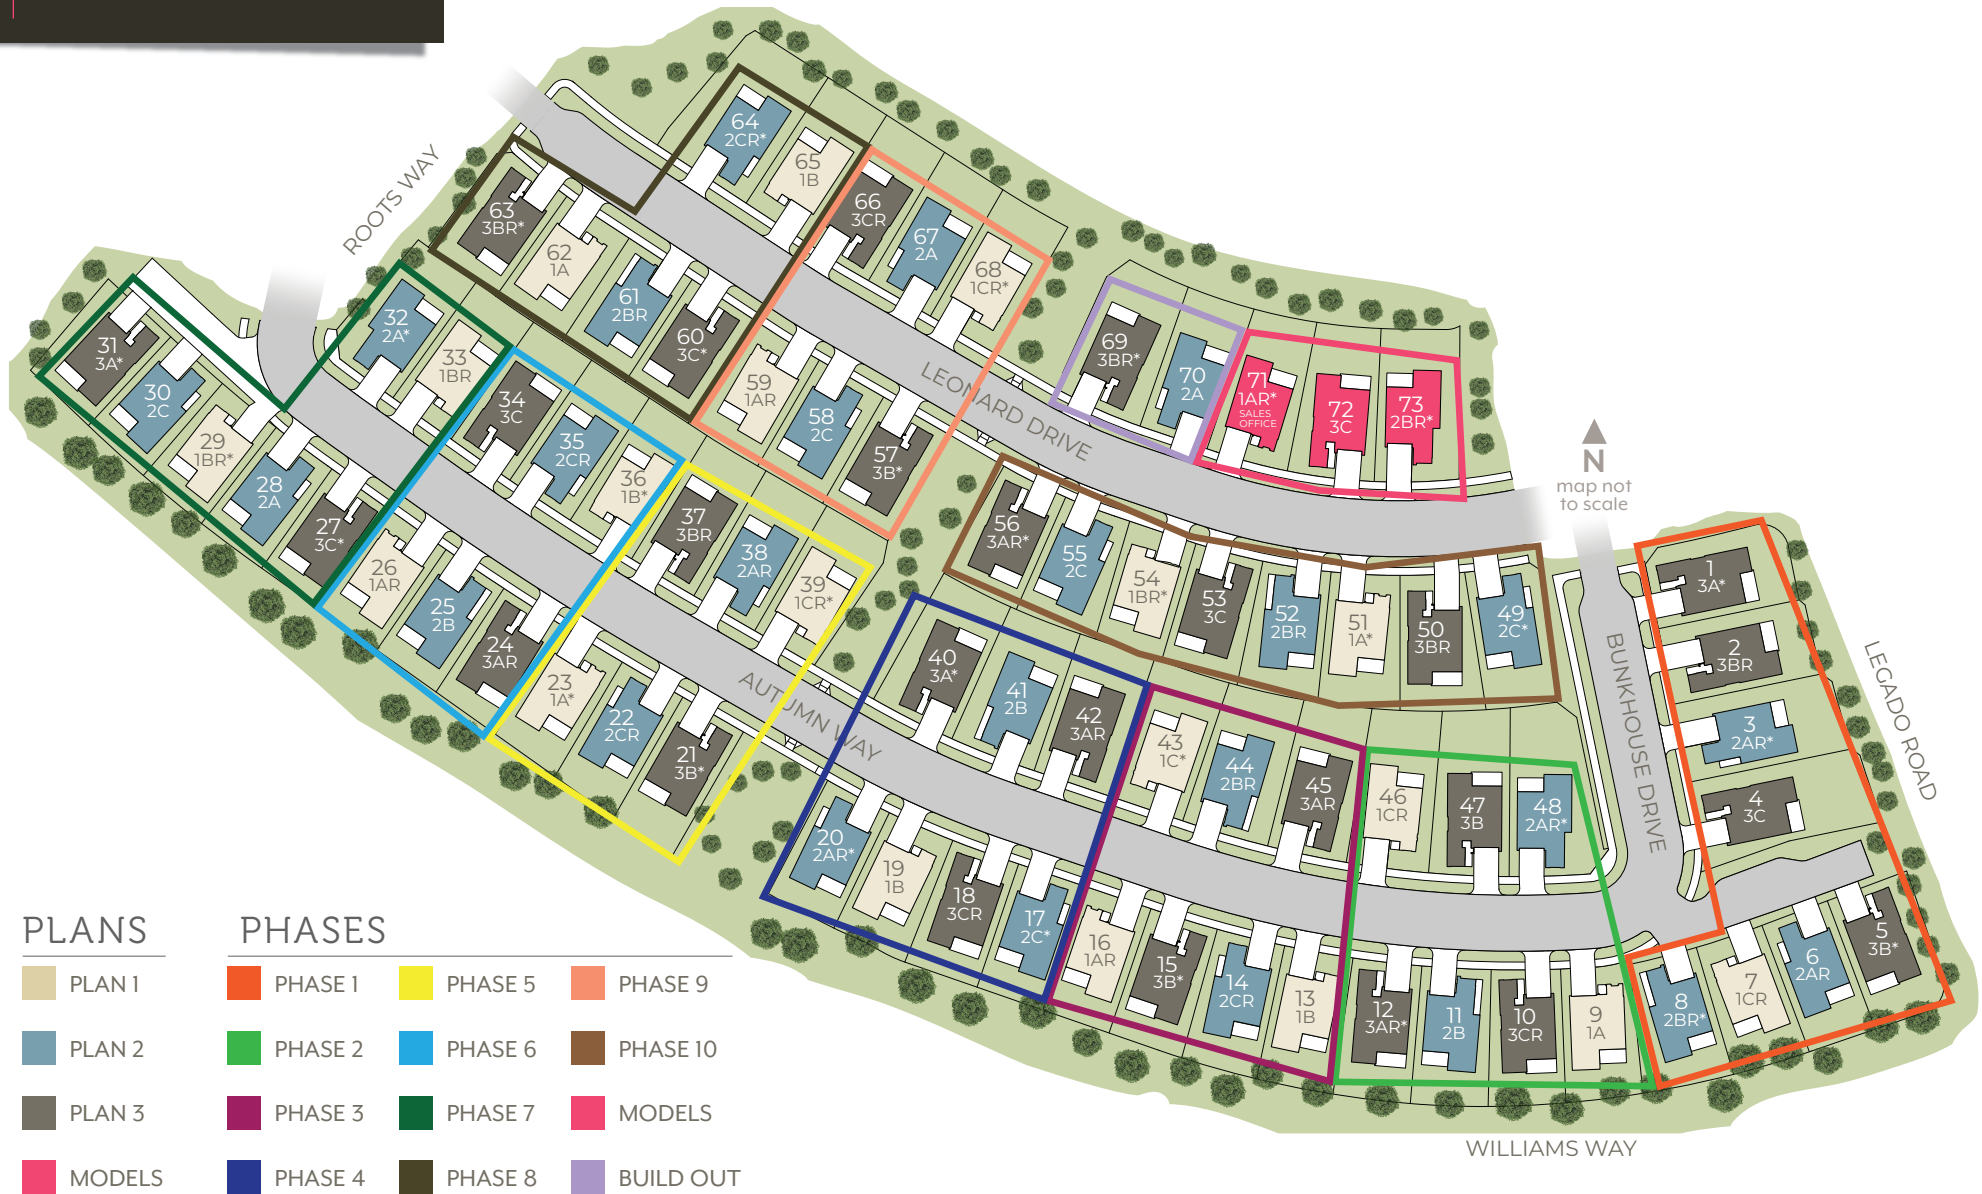 64
2CR*
65
1B
66
3CR
67
2A
68
1CR*
ROOTS WAY
63
3BR*
62
1A
61
2BR
60
3C*
59
1AR
58
2C
57
3B*
LEONARD DRIVE
69
3BR*
70
2A
71
1AR*
SALES
OFFICE
72
3C
73
2BR*
N
map not
to scale
31
3A*
30
2C
29
1BR*
28
2A
27
3C*
32
2A*
33
1BR
34
3C
35
2CR
36
1B*
37
3BR
38
2AR
39
1CR*
26
1AR
25
2B
24
3AR
23
1A*
22
2CR
21
3B*
AUTUMN WAY
56
3AR*
55
2C
54
1BR*
53
3C
52
2BR
51
1A*
50
3BR
49
2C*
40
3A*
41
2B
42
3AR
43
1C*
44
2BR
45
3AR
46
1CR
47
3B
48
2AR*
BUNKHOUSE DRIVE
LEGADO ROAD
1
3A*
2
3BR
3
2AR*
4
3C
5
3B*
6
2AR
7
1CR
8
2BR*
9
1A
10
3CR
11
2B
12
3AR*
13
1B
14
2CR
15
3B*
16
1AR
17
2C*
18
3CR
19
1B
20
2AR*
WILLIAMS WAY
PLANS
PLAN 1
PLAN 2
PLAN 3
MODELS
PHASES
PHASE 1
PHASE 2
PHASE 3
PHASE 4
PHASE 5
PHASE 6
PHASE 7
PHASE 8
PHASE 9
PHASE 10
MODELS
BUILD OUT